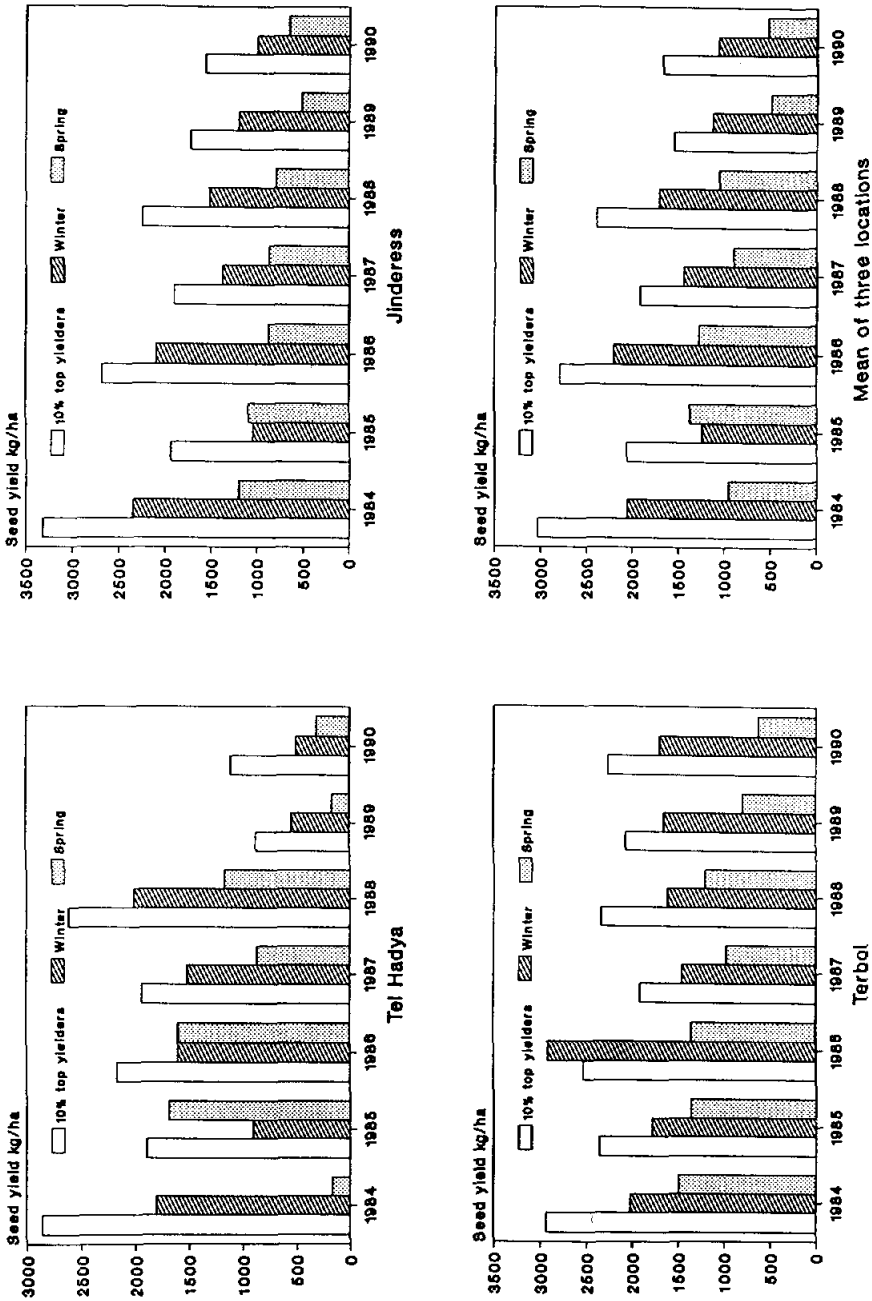 Seed yield kg/ha
10% top yielders Winter Spring
3000
2500
2000
1500
1000
500
0
1984 1985 1986 1987 1988 1989 1990
Tel Hadya
Seed yield kg/ha
10% top yielders Winter Spring
3500
3000
2500
2000
1500
1000
500
0
1984 1985 1986 1987 1988 1989 1990
Jinderess
Seed yield kg/ha
10% top yielders Winter Spring
3500
3000
2500
2000
1500
1000
500
0
1984 1985 1986 1987 1988 1989 1990
Terbol
Seed yield kg/ha
10% top yielders Winter Spring
3500
3000
2500
2000
1500
1000
500
0
1984 1985 1986 1987 1988 1989 1990
Mean of three locations